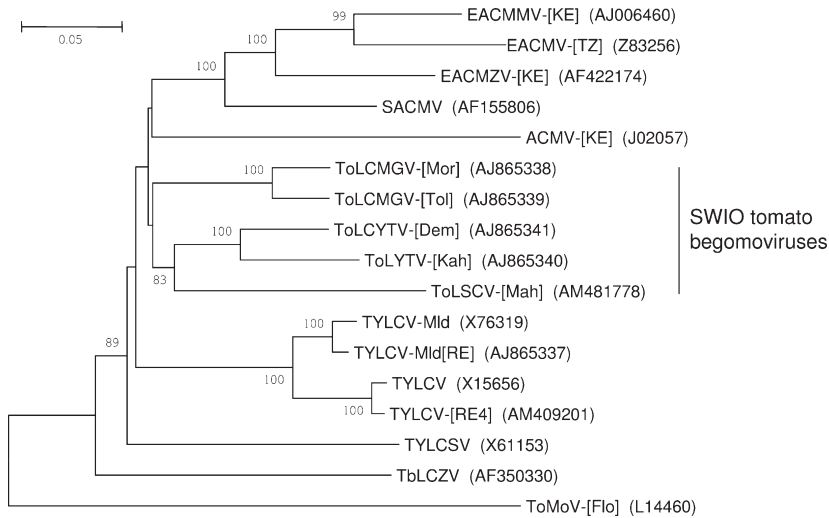 99
EACMMV-[KE] (AJ006460)
0.05
100
EACMV-[TZ] (Z83256)
100
EACMZV-[KE] (AF422174)
SACMV (AF155806)
ACMV-[KE] (J02057)
100
ToLCMGV-[Mor] (AJ865338)
ToLCMGV-[Tol] (AJ865339)
SWIO tomato
begomoviruses
100
ToLCYTV-[Dem] (AJ865341)
ToLYTV-[Kah] (AJ865340)
83
ToLSCV-[Mah] (AM481778)
100
TYLCV-Mld (X76319)
89
TYLCV-Mld[RE] (AJ865337)
100
TYLCV (X15656)
100
TYLCV-[RE4] (AM409201)
TYLCSV (X61153)
TbLCZV (AF350330)
ToMoV-[Flo] (L14460)